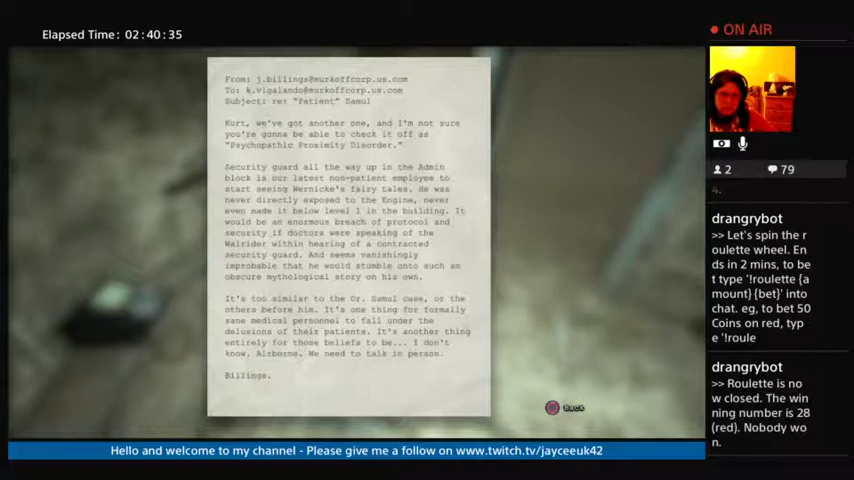 Elapsed Time: 02:40:35
ON AIR
From: j.billings@murkoffcorp.us.com
To: k.vigalando@murkoffcorp.us.com
Subject: re: "Patient" Samul
Kurt, we've got another one, and I'm not sure
you're gonna be able to check it off as
"Psychopathic Proximity Disorder."
Security guard all the way up in the Admin
block is our latest non-patient employee to
start seeing Wernicke's fairy tales. He was
never directly exposed to the Engine, never
even made it below level 1 in the building. It
would be an enormous breach of protocol and
security if doctors were speaking of the
Walrider within hearing of a contracted
security guard. And seems vanishingly
improbable that he would stumble onto such an
obscure mythological story on his own.
It's too similar to the Dr. Samul case, or the
others before him. It's one thing for formally
sane medical personnel to fall under the
delusions of their patients. It's another thing
entirely for those beliefs to be... I don't
know. Airborne. We need to talk in person.
Billings.
Back
2
79
4.
drangrybot
>> Let's spin the r
oulette wheel. En
ds in 2 mins, to be
t type '!roulette {a
mount} {bet}' into
chat. eg, to bet 50
Coins on red, typ
e '!roule
drangrybot
>> Roulette is no
w closed. The win
ning number is 28
(red). Nobody wo
n.
Hello and welcome to my channel - Please give me a follow on www.twitch.tv/jayceeuk42